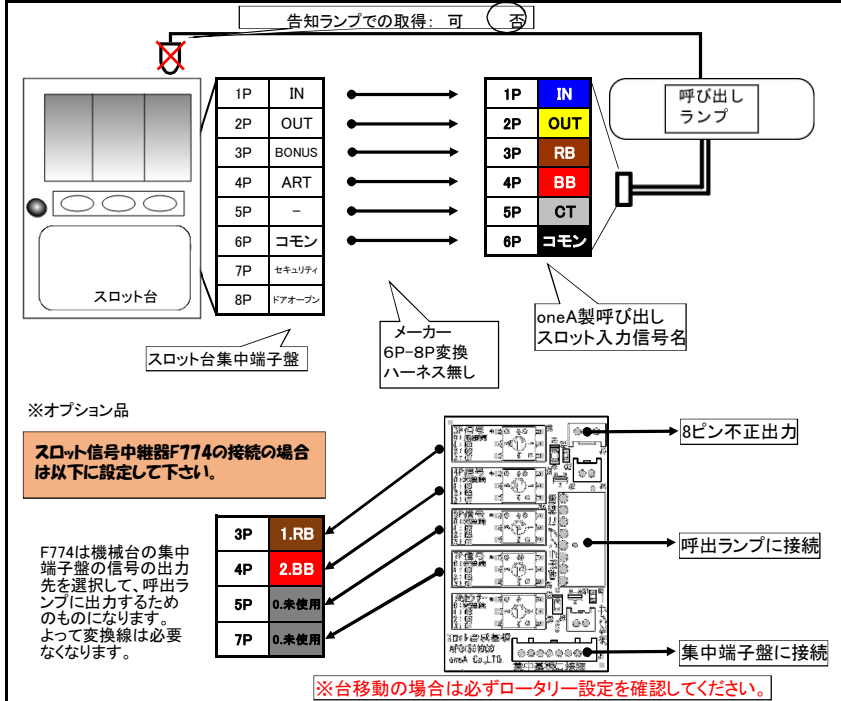 告知ランプでの取得: 可 否
1P IN
2P OUT
3P BONUS
4P ART
5P -
6P コモン
7P セキュリティ
8P ドアオープン
スロット台
スロット台集中端子盤
メーカー
6P-8P変換
ハーネス無し
1P IN
2P OUT
3P RB
4P BB
5P CT
6P コモン
呼び出し
ランプ
oneA製呼び出し
スロット入力信号名
※オプション品
スロット信号中継器F774の接続の場合
は以下に設定して下さい。
F774は機械台の集中
端子盤の信号の出力
先を選択して、呼出ラ
ンプに出力するため
のものになります。
よって変換線は必要
なくなります。
3P 1.RB
4P 2.BB
5P 0.未使用
7P 0.未使用
8ピン不正出力
呼出ランプに接続
集中端子盤に接続
oneA Co.,LTD.
※台移動の場合は必ずロータリー設定を確認してください。